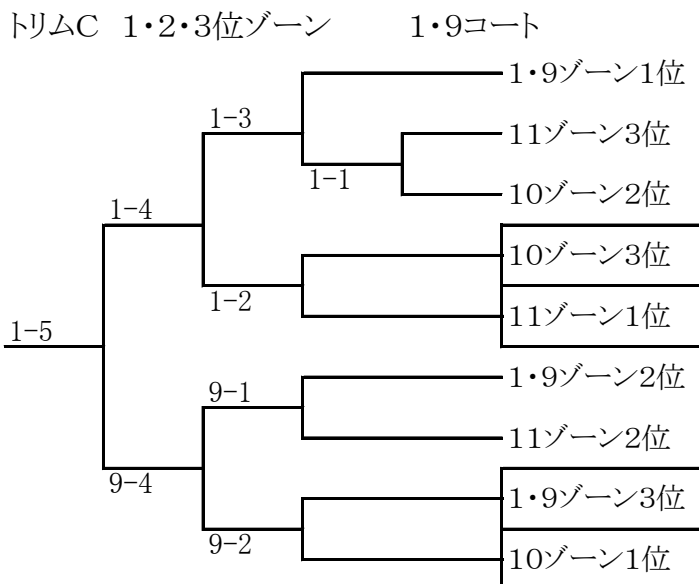 トリムC 1・2・3位ゾーン 1・9コート
1・9ゾーン1位
1-3
11ゾーン3位
1-1
10ゾーン2位
1-4
10ゾーン3位
1-2
11ゾーン1位
1-5
1・9ゾーン2位
9-1
11ゾーン2位
9-4
1・9ゾーン3位
9-2
10ゾーン1位